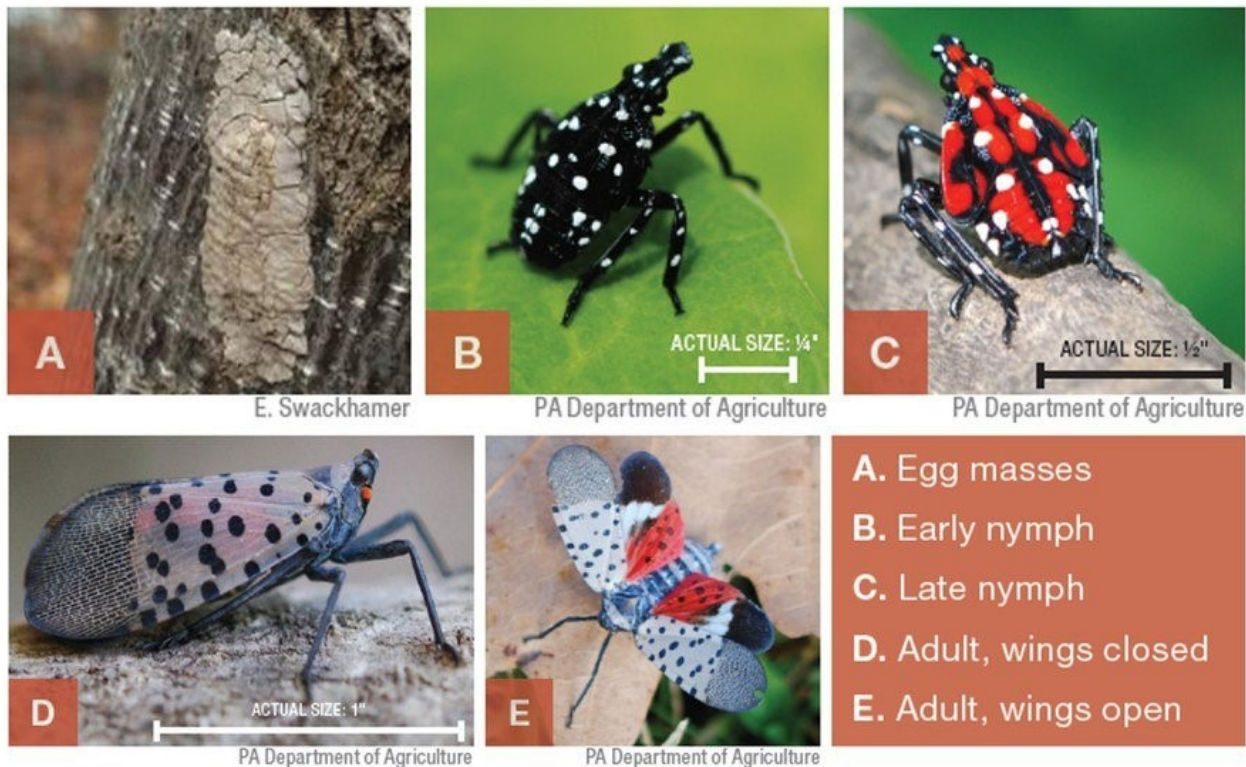 A
E. Swackhamer
B
ACTUAL SIZE: ¼"
PA Department of Agriculture
C
ACTUAL SIZE: ½"
PA Department of Agriculture
D
ACTUAL SIZE: 1"
PA Department of Agriculture
E
PA Department of Agriculture
A. Egg masses
B. Early nymph
C. Late nymph
D. Adult, wings closed
E. Adult, wings open